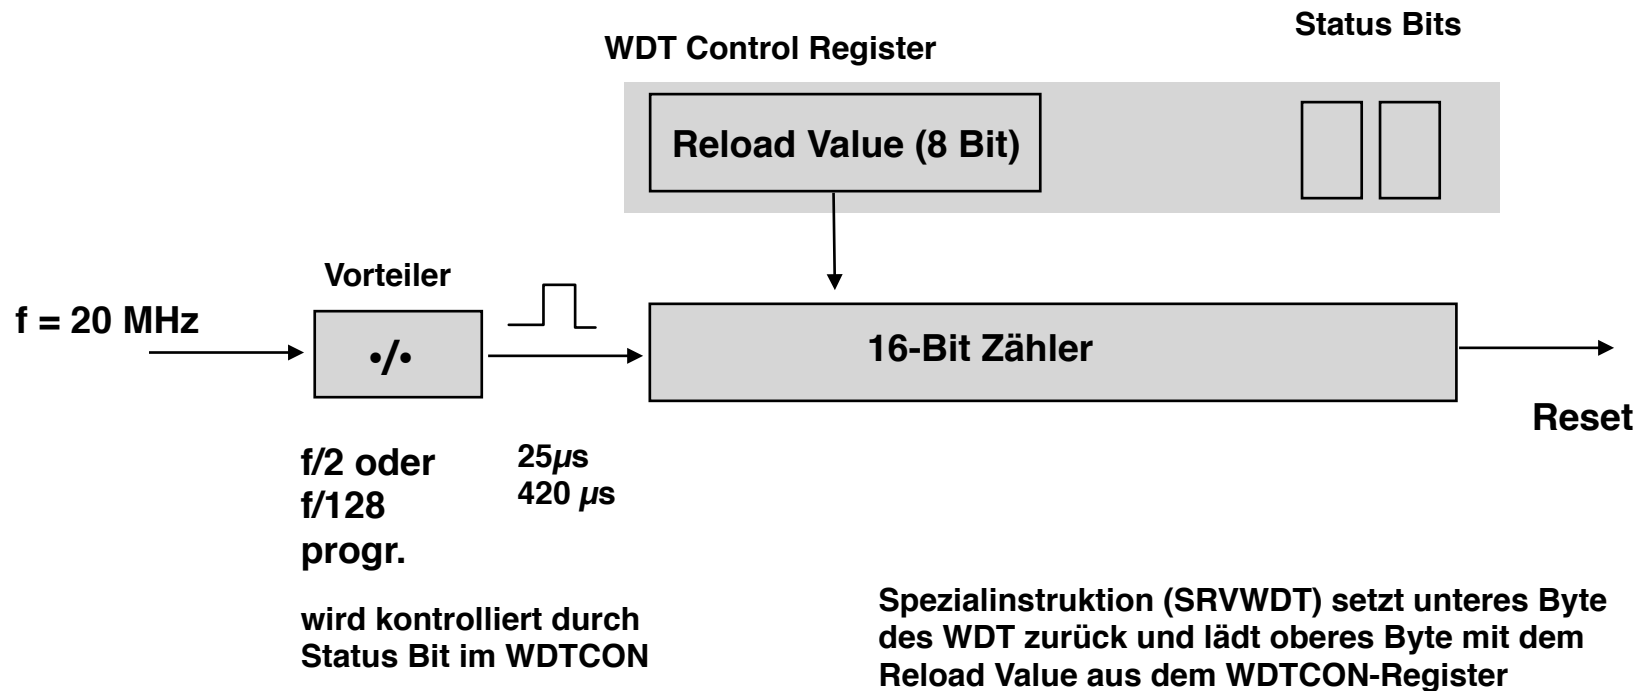 Status Bits
WDT Control Register
Reload Value (8 Bit)
Vorteiler
f = 20 MHz
•/•
16-Bit Zähler
Reset
f/2 oder
f/128
progr.
25µs
420 µs
wird kontrolliert durch
Status Bit im WDTCON
Spezialinstruktion (SRVWDT) setzt unteres Byte
des WDT zurück und lädt oberes Byte mit dem
Reload Value aus dem WDTCON-Register